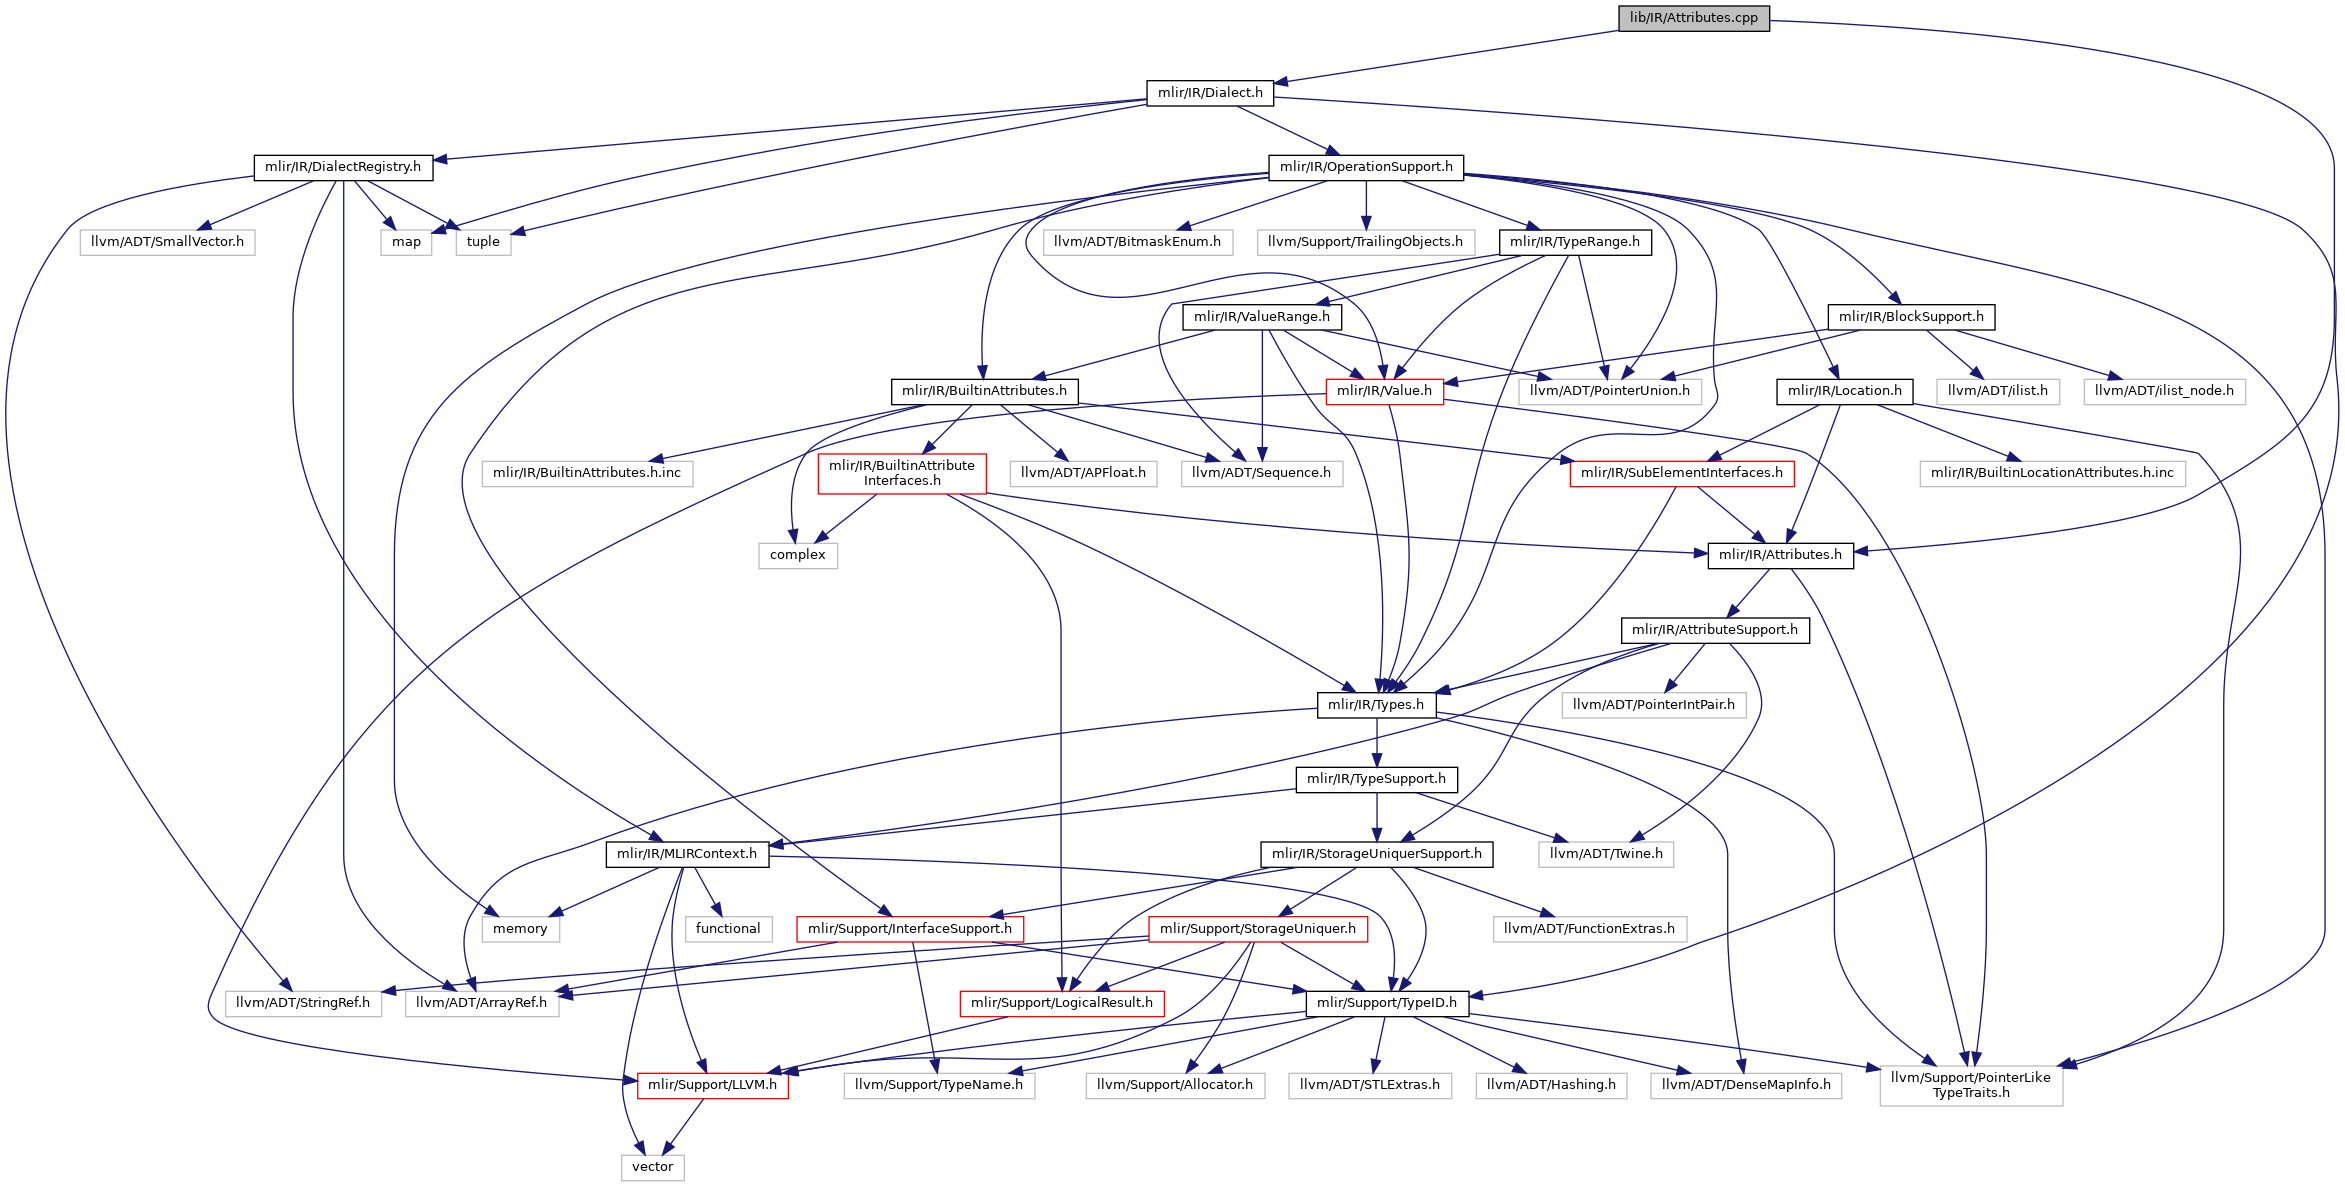 lib/IR/Attributes.cpp
mlir/IR/Dialect.h
mlir/IR/DialectRegistry.h
mlir/IR/OperationSupport.h
llvm/ADT/SmallVector.h
map
tuple
llvm/ADT/BitmaskEnum.h
llvm/Support/TrailingObjects.h
mlir/IR/TypeRange.h
mlir/IR/ValueRange.h
mlir/IR/BlockSupport.h
mlir/IR/BuiltinAttributes.h
mlir/IR/Value.h
llvm/ADT/PointerUnion.h
mlir/IR/Location.h
llvm/ADT/ilist.h
llvm/ADT/ilist_node.h
mlir/IR/BuiltinAttributes.h.inc
mlir/IR/BuiltinAttribute
Interfaces.h
llvm/ADT/APFloat.h
llvm/ADT/Sequence.h
mlir/IR/SubElementInterfaces.h
mlir/IR/BuiltinLocationAttributes.h.inc
complex
mlir/IR/Attributes.h
mlir/IR/AttributeSupport.h
mlir/IR/Types.h
llvm/ADT/PointerIntPair.h
mlir/IR/TypeSupport.h
mlir/IR/MLIRContext.h
mlir/IR/StorageUniquerSupport.h
llvm/ADT/Twine.h
memory
functional
mlir/Support/InterfaceSupport.h
mlir/Support/StorageUniquer.h
llvm/ADT/FunctionExtras.h
llvm/ADT/StringRef.h
llvm/ADT/ArrayRef.h
mlir/Support/LogicalResult.h
mlir/Support/TypeID.h
mlir/Support/LLVM.h
llvm/Support/TypeName.h
llvm/Support/Allocator.h
llvm/ADT/STLExtras.h
llvm/ADT/Hashing.h
llvm/ADT/DenseMapInfo.h
llvm/Support/PointerLike
TypeTraits.h
vector